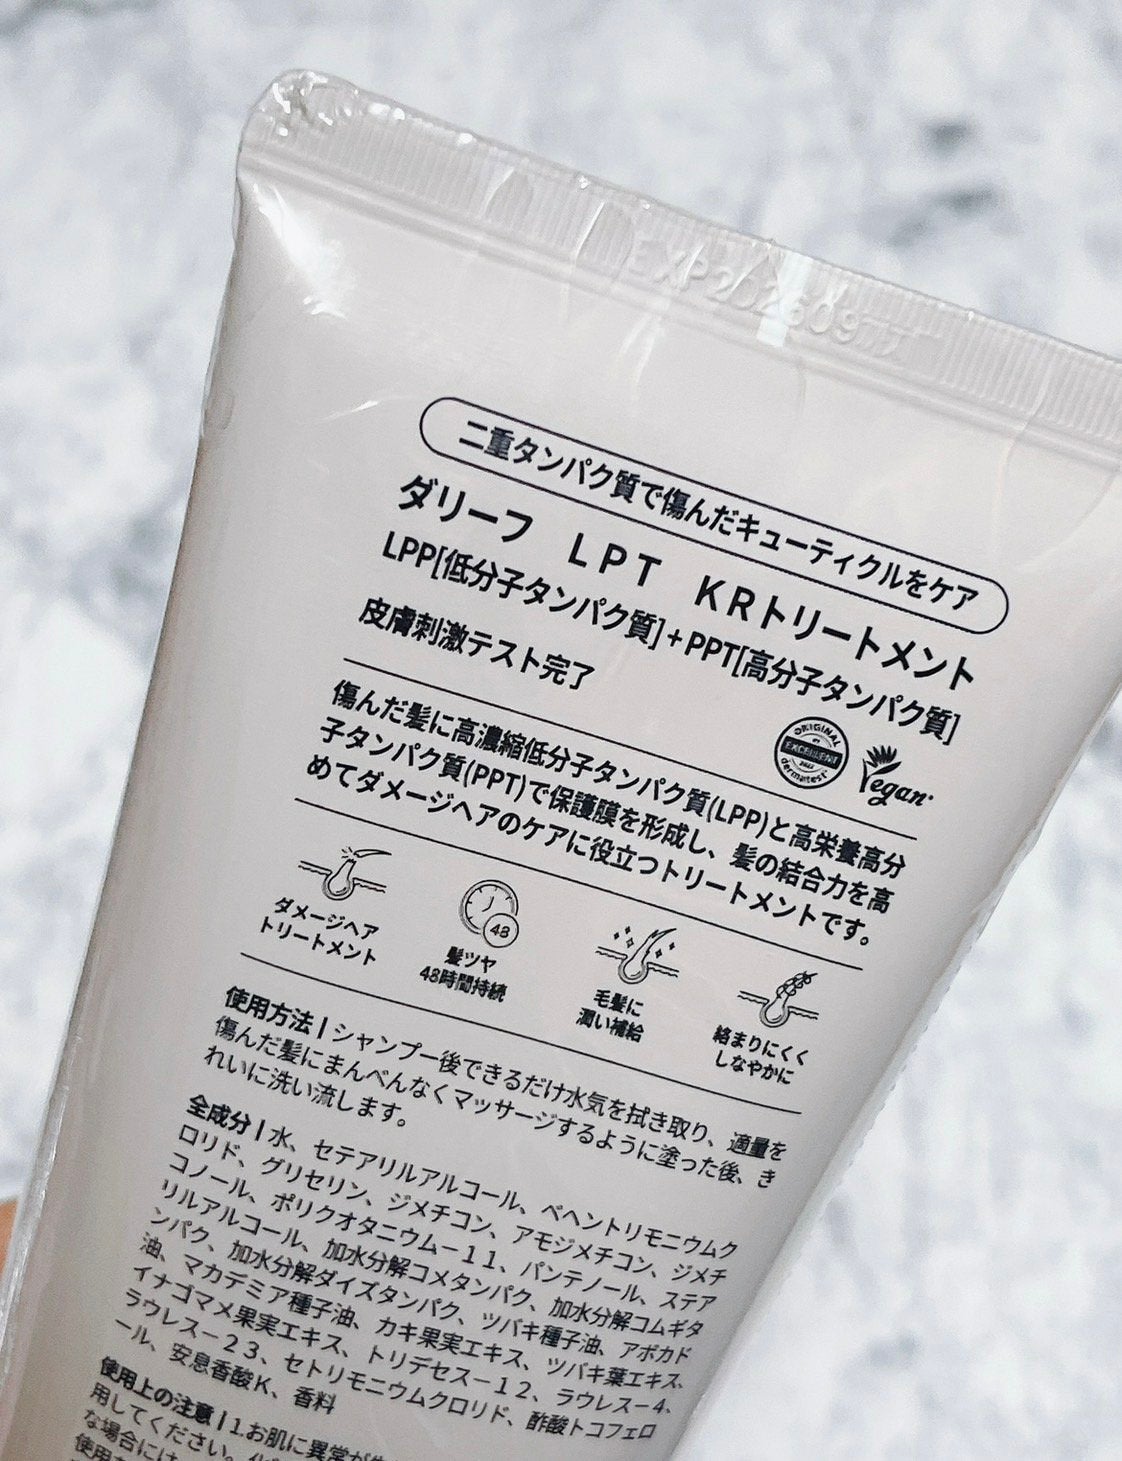 EXP202609
二重タンパク質で傷んだキューティクルをケア
ダリーフ　LPT　KRトリートメント
LPP[低分子タンパク質]+PPT[高分子タンパク質]
皮膚刺激テスト完了
ORIGINAL
EXCELLENT
dermatest
Vegan
傷んだ髪に高濃縮低分子タンパク質(LPP)と高栄養高分
子タンパク質(PPT)で保護膜を形成し、髪の結合力を高
めてダメージヘアのケアに役立つトリートメントです。
ダメージヘア
トリートメント
48
髪ツヤ
48時間持続
毛髪に
潤い補給
絡まりにくく
しなやかに
使用方法 | シャンプー後できるだけ水気を拭き取り、適量を
傷んだ髪にまんべんなくマッサージするように塗った後、き
れいに洗い流します。
全成分 | 水、セテアリルアルコール、ベヘントリモニウムク
ロリド、グリセリン、ジメチコン、アモジメチコン、ジメチ
コノール、ポリクオタニウム－１１、パンテノール、ステア
リルアルコール、加水分解コメタンパク、加水分解コムギタ
ンパク、加水分解ダイズタンパク、ツバキ種子油、アボカド
油、マカデミア種子油、カキ果実エキス、ツバキ葉エキス、
イナゴマメ果実エキス、トリデセス－１２、ラウレス－４、
ラウレス－２３、セトリモニウムクロリド、酢酸トコフェロ
ール、安息香酸Ｋ、香料
使用上の注意 | 1.お肌に異常が
用してください。
な場合には
使用